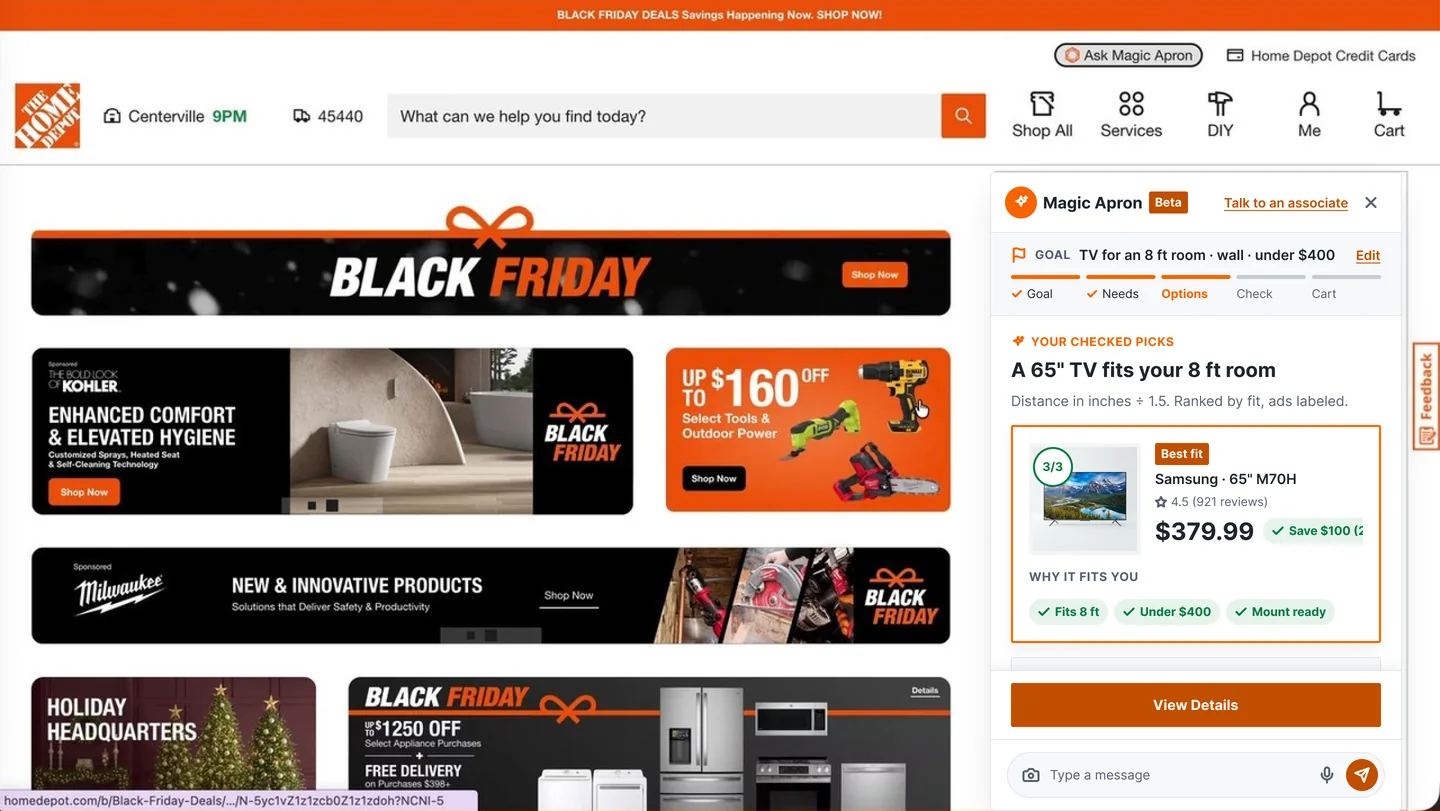 BLACK FRIDAY DEALS Savings Happening Now. SHOP NOW!
Ask Magic Apron
Home Depot Credit Cards
THE HOME DEPOT
Centerville 9PM
45440
What can we help you find today?
Shop All
Services
DIY
Me
Cart
BLACK FRIDAY
Shop Now
Sponsored
THE BOLD LOOK
OF KOHLER
ENHANCED COMFORT
& ELEVATED HYGIENE
Customized Sprays, Heated Seat
& Self-Cleaning Technology
Shop Now
BLACK
FRIDAY
UP TO $160 OFF
Select Tools &
Outdoor Power
Shop Now
Sponsored
Milwaukee
NEW & INNOVATIVE PRODUCTS
Solutions that Deliver Safety & Productivity
Shop Now
BLACK
FRIDAY
HOLIDAY
HEADQUARTERS
BLACK FRIDAY
Details
UP TO $1250 OFF
Select Appliance Purchases
+
FREE DELIVERY
on Purchases $398+
homedepot.com/b/Black-Friday-Deals/.../N-5yc1vZ1z1zcb0Z1z1zdoh?NCNI-5
Magic Apron Beta
Talk to an associate
GOAL TV for an 8 ft room · wall · under $400
Edit
Goal
Needs
Options
Check
Cart
YOUR CHECKED PICKS
A 65" TV fits your 8 ft room
Distance in inches ÷ 1.5. Ranked by fit, ads labeled.
3/3
Best fit
Samsung · 65" M70H
4.5 (921 reviews)
$379.99
Save $100 (2
WHY IT FITS YOU
Fits 8 ft
Under $400
Mount ready
View Details
Type a message
Feedback